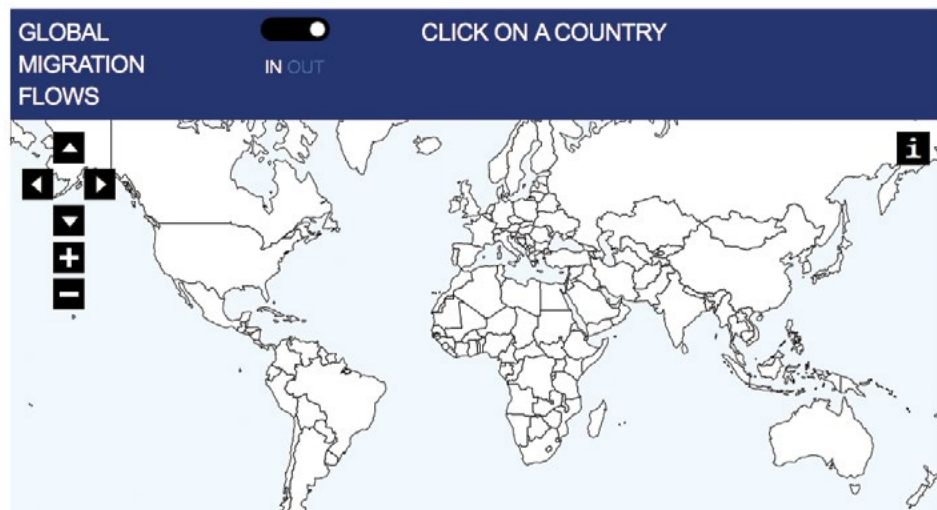 GLOBAL
MIGRATION
FLOWS
IN OUT
CLICK ON A COUNTRY
i